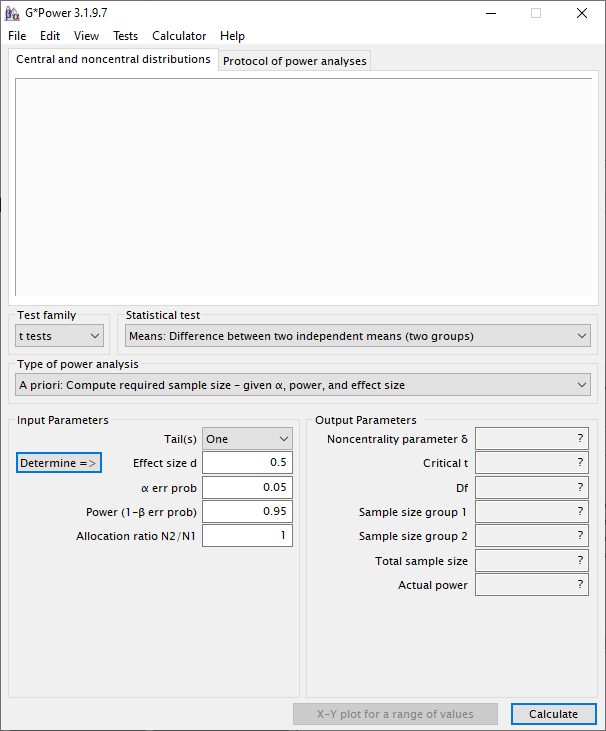 G*Power 3.1.9.7
File Edit View Tests Calculator Help
Central and noncentral distributions Protocol of power analyses
Test family Statistical test
t tests Means: Difference between two independent means (two groups)
Type of power analysis
A priori: Compute required sample size – given α, power, and effect size
Input Parameters
Tail(s) One
Determine => Effect size d 0.5
α err prob 0.05
Power (1–β err prob) 0.95
Allocation ratio N2/N1 1
Output Parameters
Noncentrality parameter δ ?
Critical t ?
Df ?
Sample size group 1 ?
Sample size group 2 ?
Total sample size ?
Actual power ?
X–Y plot for a range of values Calculate